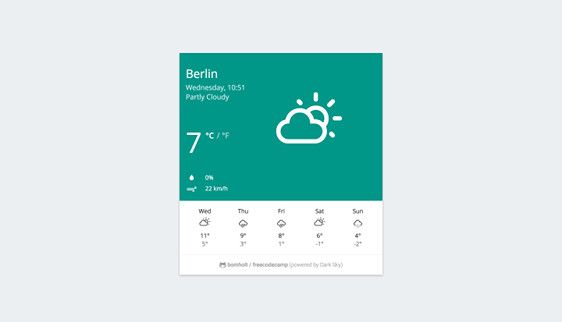 Berlin
Wednesday, 10:51
Partly Cloudy
7 °C / °F
0%
22 km/h
Wed Thu Fri Sat Sun
11° 9° 8° 6° 4°
5° 3° 1° -1° -2°
bomholt / freecodecamp (powered by Dark Sky)